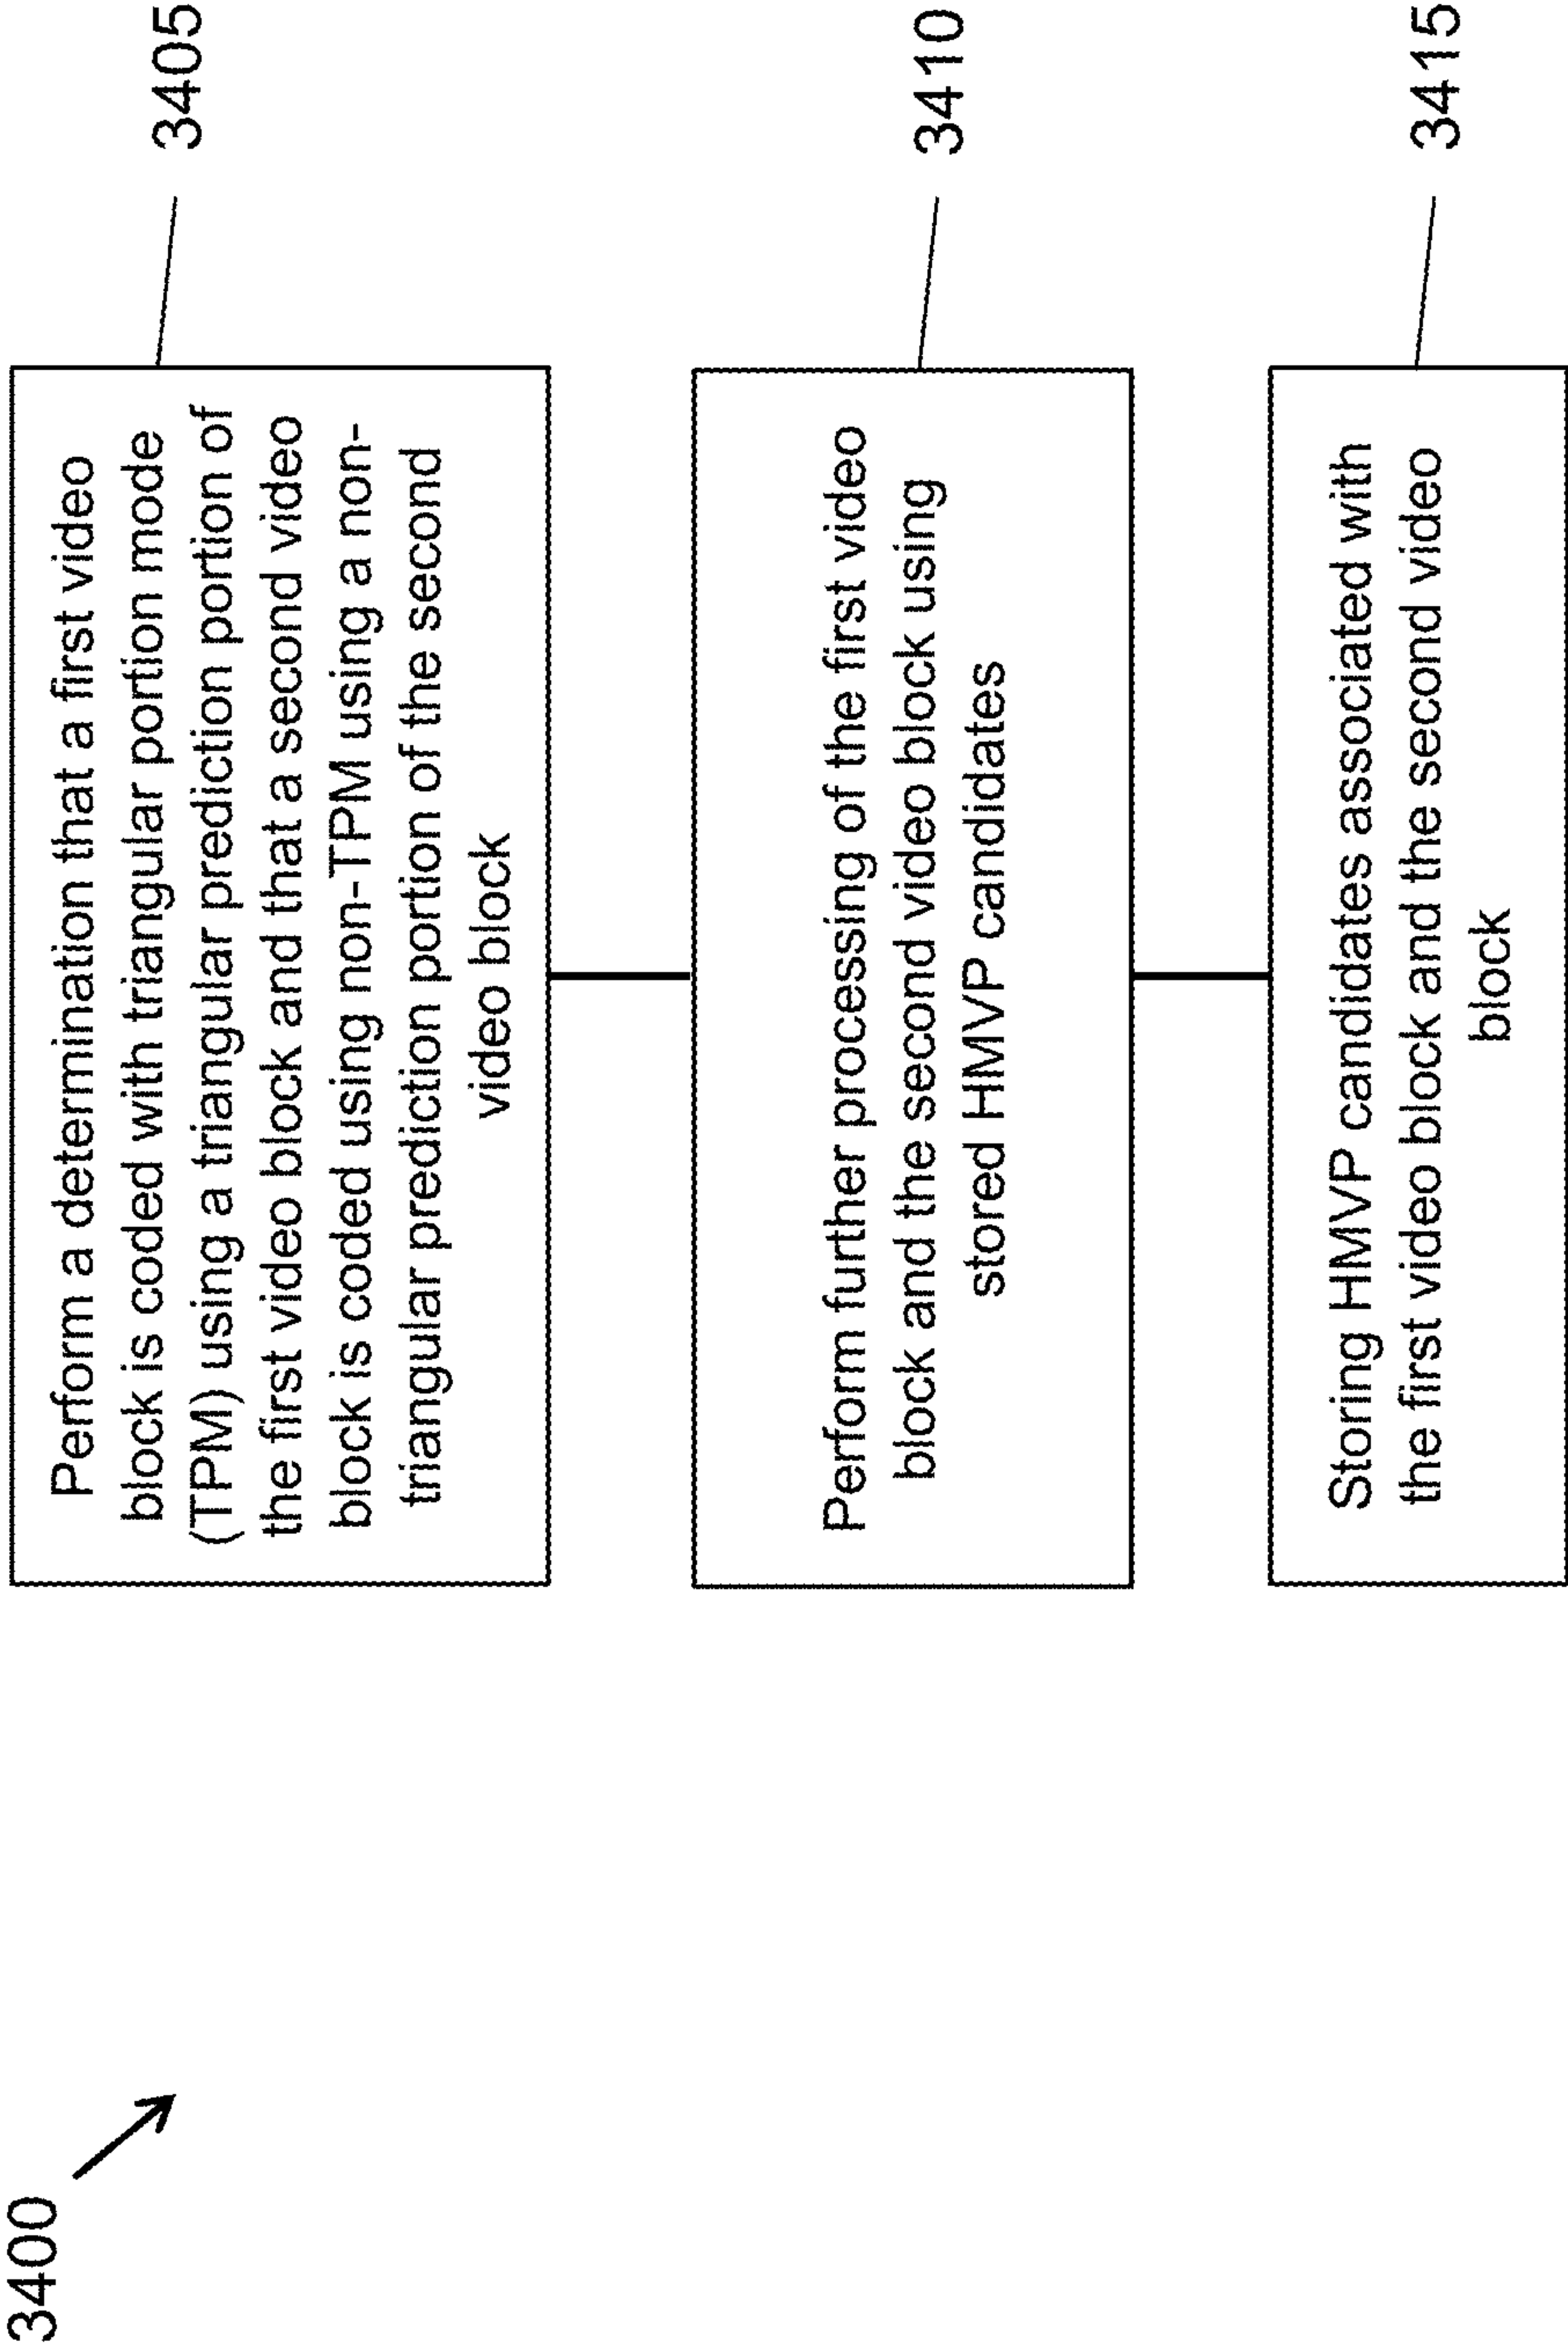 3400
Perform a determination that a first video
block is coded with triangular portion mode
(TPM) using a triangular prediction portion of
the first video block and that a second video
block is coded using non-TPM using a non-
triangular prediction portion of the second
video block
3405
Perform further processing of the first video
block and the second video block using
stored HMVP candidates
3410
Storing HMVP candidates associated with
the first video block and the second video
block
3415